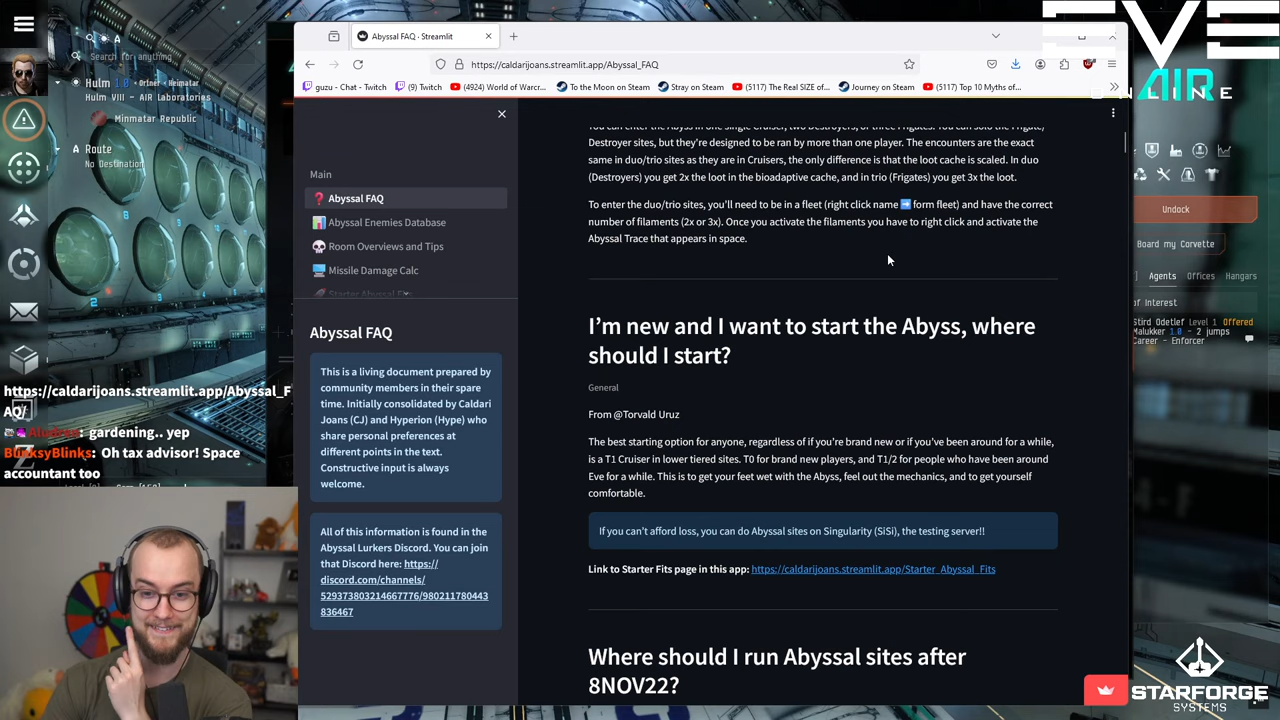 Abyssal FAQ · Streamlit
https://caldarijoans.streamlit.app/Abyssal_FAQ
guzu - Chat - Twitch
(9) Twitch
(4924) World of Warcr...
To the Moon on Steam
Stray on Steam
(5117) The Real SIZE of...
Journey on Steam
(5117) Top 10 Myths of...
EVE
ONLINE
AIR
A
Search for anything
Hulm 1.0 · Orfner · Heimatar
Hulm VIII - AIR Laboratories
Minmatar Republic
Route
No Destination
Main
Abyssal FAQ
Abyssal Enemies Database
Room Overviews and Tips
Missile Damage Calc
Starter Abyssal Fits
Abyssal FAQ
This is a living document prepared by
community members in their spare
time. Initially consolidated by Caldari
Joans (CJ) and Hyperion (Hype) who
share personal preferences at
different points in the text.
Constructive input is always
welcome.
All of this information is found in the
Abyssal Lurkers Discord. You can join
that Discord here: https://
discord.com/channels/
529373803214667776/980211780443
836467
You can enter the Abyss in one single Cruiser, two Destroyers, or three Frigates. You can solo the Frigate/
Destroyer sites, but they're designed to be ran by more than one player. The encounters are the exact
same in duo/trio sites as they are in Cruisers, the only difference is that the loot cache is scaled. In duo
(Destroyers) you get 2x the loot in the bioadaptive cache, and in trio (Frigates) you get 3x the loot.
To enter the duo/trio sites, you'll need to be in a fleet (right click name ➡ form fleet) and have the correct
number of filaments (2x or 3x). Once you activate the filaments you have to right click and activate the
Abyssal Trace that appears in space.
I'm new and I want to start the Abyss, where
should I start?
General
From @Torvald Uruz
The best starting option for anyone, regardless of if you're brand new or if you've been around for a while,
is a T1 Cruiser in lower tiered sites. T0 for brand new players, and T1/2 for people who have been around
Eve for a while. This is to get your feet wet with the Abyss, feel out the mechanics, and to get yourself
comfortable.
If you can't afford loss, you can do Abyssal sites on Singularity (SiSi), the testing server!!
Link to Starter Fits page in this app: https://caldarijoans.streamlit.app/Starter_Abyssal_Fits
Where should I run Abyssal sites after
8NOV22?
Undock
Board my Corvette
Agents Offices Hangars
of Interest
Stird Odetlef Level 1 Offered
Malukker 1.0 - 2 jumps
Career - Enforcer
https://caldarijoans.streamlit.app/Abyssal_F
AQ/
: gardening.. yep
BlinksyBlinks: Oh tax advisor! Space
accountant too
STARFORGE
SYSTEMS